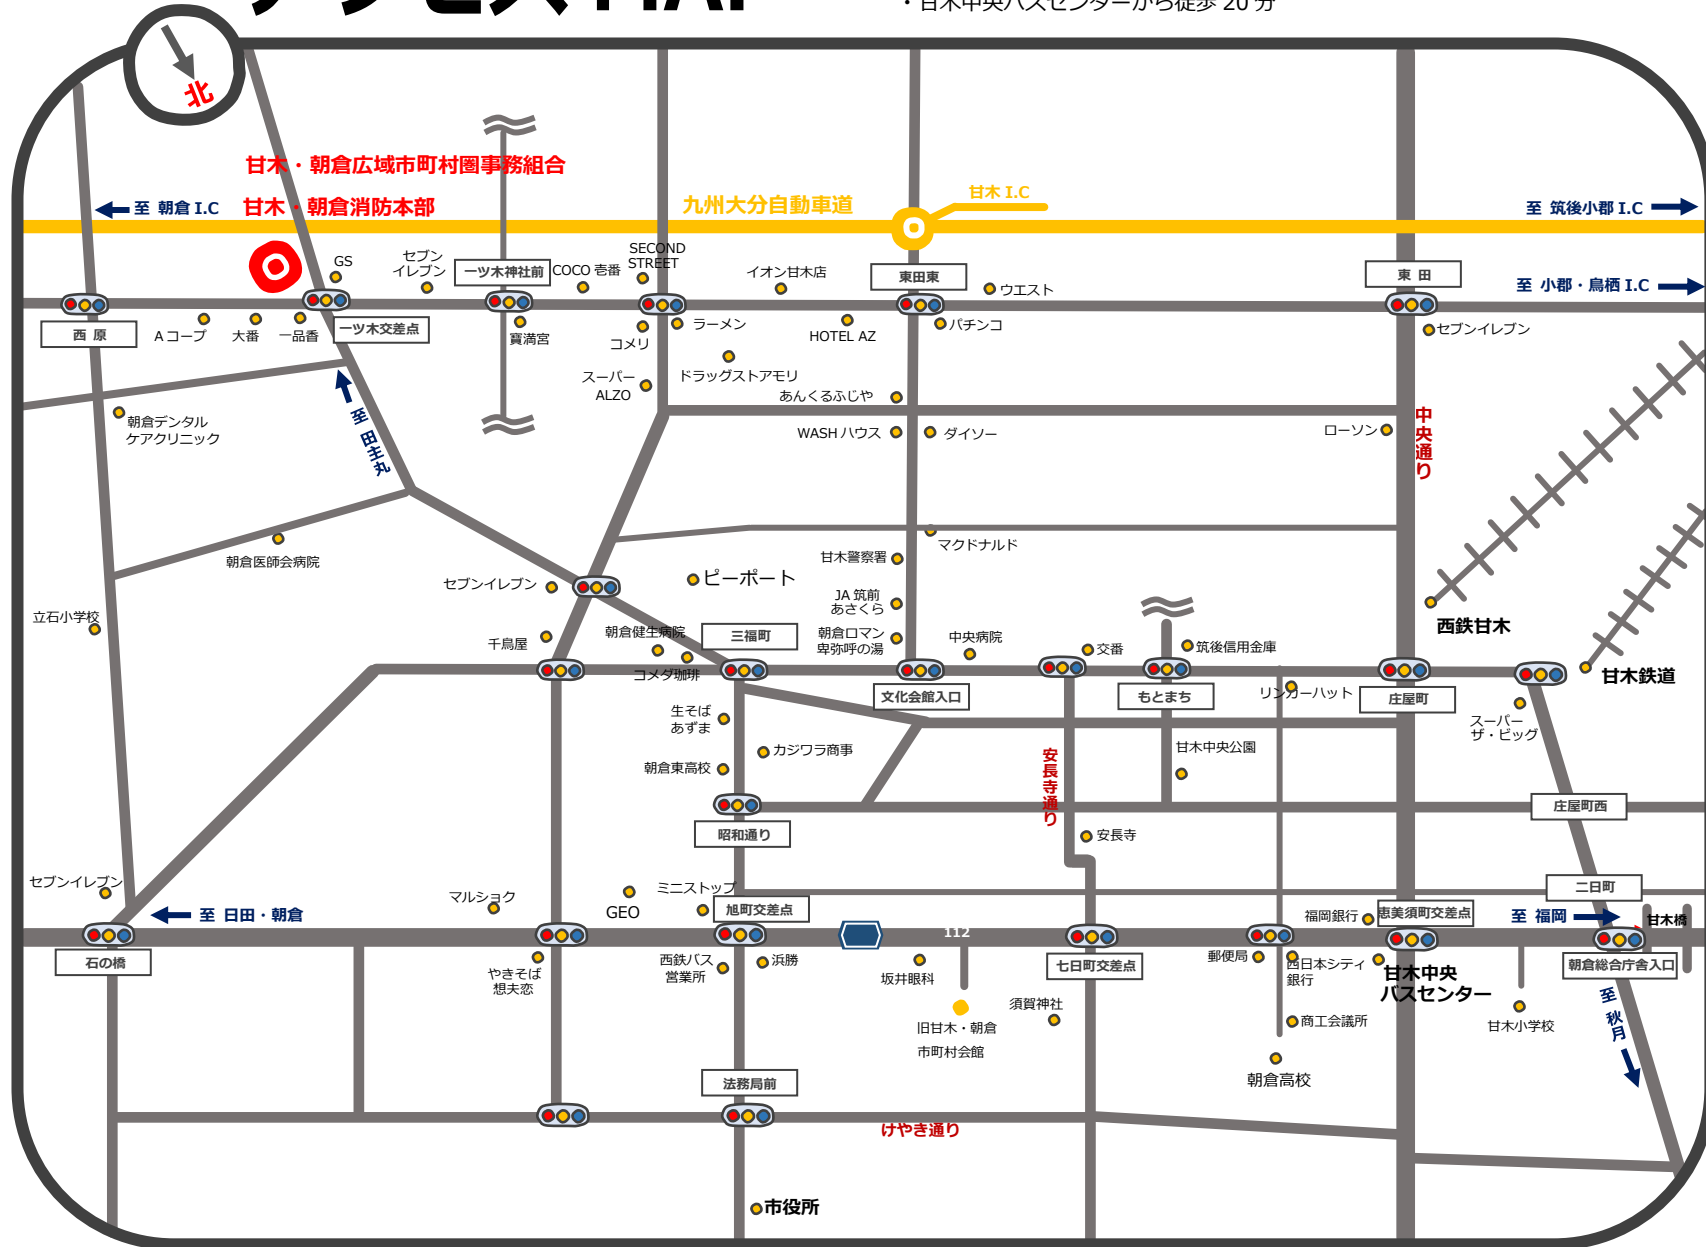 アクセスMAP
・甘木中央バスセンターから徒歩 20 分
北
甘木・朝倉広域市町村圏事務組合
甘木・朝倉消防本部
至 朝倉 I.C
九州大分自動車道
甘木 I.C
至 筑後小郡 I.C
至 小郡・鳥栖 I.C
GS
セブン
イレブン
一ツ木神社前
COCO 壱番
SECOND
STREET
イオン甘木店
東田東
ウエスト
東 田
西 原
A コープ
大番
一品香
一ツ木交差点
寶満宮
コメリ
ラーメン
HOTEL AZ
パチンコ
セブンイレブン
スーパー
ALZO
ドラッグストアモリ
あんくるふじや
WASH ハウス
ダイソー
ローソン
中央通り
朝倉デンタル
ケアクリニック
至 田主丸
朝倉医師会病院
セブンイレブン
ピーポート
甘木警察署
マクドナルド
JA 筑前
あさくら
朝倉ロマン
卑弥呼の湯
中央病院
交番
筑後信用金庫
西鉄甘木
甘木鉄道
立石小学校
千鳥屋
朝倉健生病院
コメダ珈琲
三福町
文化会館入口
もとまち
リンガーハット
庄屋町
スーパー
ザ・ビッグ
生そば
あずま
カジワラ商事
朝倉東高校
昭和通り
安長寺通り
甘木中央公園
安長寺
庄屋町西
二日町
セブンイレブン
至 日田・朝倉
石の橋
マルショク
GEO
ミニストップ
旭町交差点
112
福岡銀行
恵美須町交差点
至 福岡
甘木橋
やきそば
想夫恋
西鉄バス
営業所
浜勝
坂井眼科
七日町交差点
郵便局
西日本シティ
銀行
甘木中央
バスセンター
朝倉総合庁舎入口
旧甘木・朝倉
市町村会館
須賀神社
商工会議所
朝倉高校
甘木小学校
至 秋月
法務局前
けやき通り
市役所